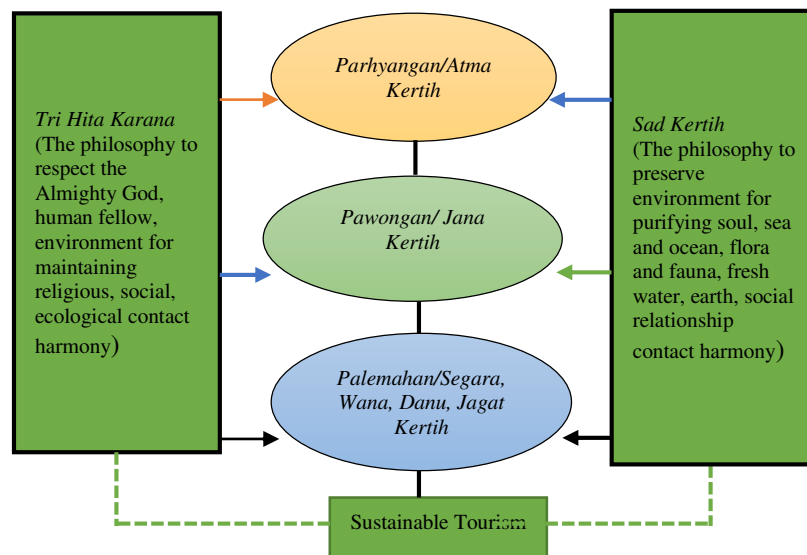 Parhyangan/Atma
Kertih
Tri Hita Karana
(The philosophy to
respect the
Almighty God,
human fellow,
environment for
maintaining
religious, social,
ecological contact
harmony)
Pawongan/ Jana
Kertih
Sad Kertih
(The philosophy to
preserve
environment for
purifying soul, sea
and ocean, flora
and fauna, fresh
water, earth, social
relationship
contact harmony)
Palemahan/Segara,
Wana, Danu, Jagat
Kertih
Sustainable Tourism